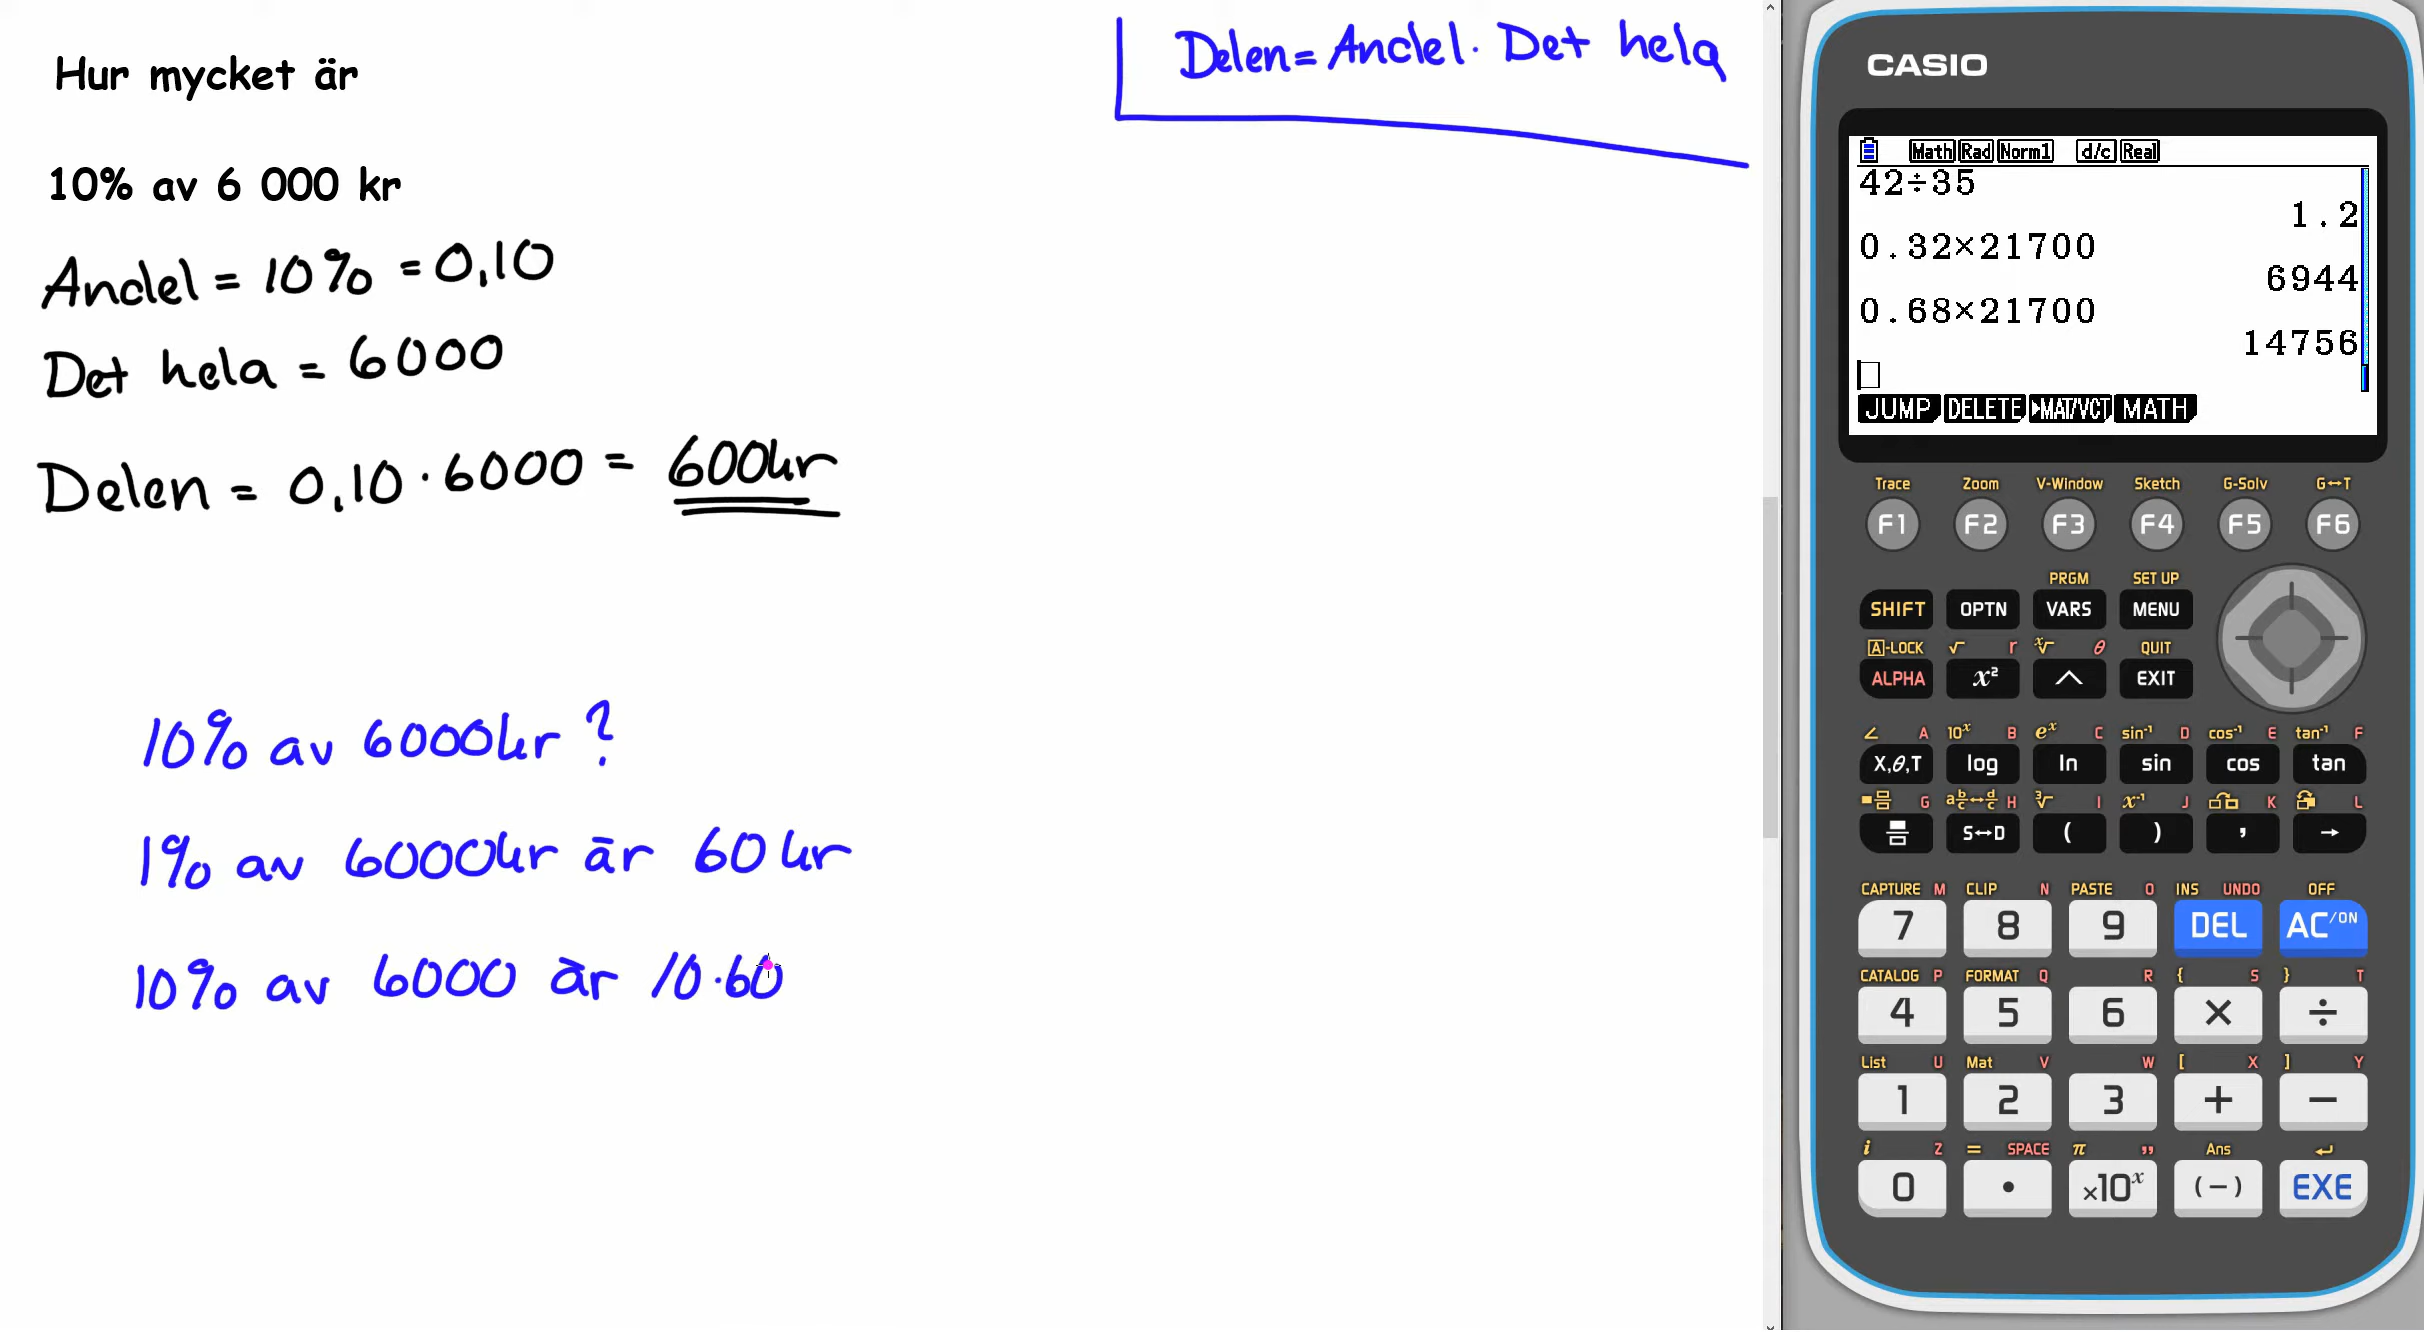 Hur mycket är
10% av 6 000 kr
Andel = 10% = 0,10
Det hela = 6000
Delen = 0,10 · 6000 = 600kr
10% av 6000kr ?
1% av 6000kr är 60 kr
10% av 6000 är 10·60
Delen = Andel · Det hela
CASIO
Math Rad Norm1 d/c Real
42÷35
1.2
0.32×21700
6944
0.68×21700
14756
JUMP DELETE ▶MAT/VCT MATH
Trace Zoom V-Window Sketch G-Solv G↔T
F1 F2 F3 F4 F5 F6
PRGM SET UP
SHIFT OPTN VARS MENU
A-LOCK √ r ˣ√ θ QUIT
ALPHA x² ^ EXIT
∠ A 10ˣ B eˣ C sin⁻¹ D cos⁻¹ E tan⁻¹ F
X,θ,T log ln sin cos tan
G a b/c↔d/c H ³√ I x⁻¹ J K L
S↔D ( ) , →
CAPTURE M CLIP N PASTE O INS UNDO OFF
7 8 9 DEL AC/ON
CATALOG P FORMAT Q R { S } T
4 5 6 × ÷
List U Mat V W [ X ] Y
1 2 3 + −
i Z = SPACE π " Ans ↵
0 • ×10ˣ (−) EXE